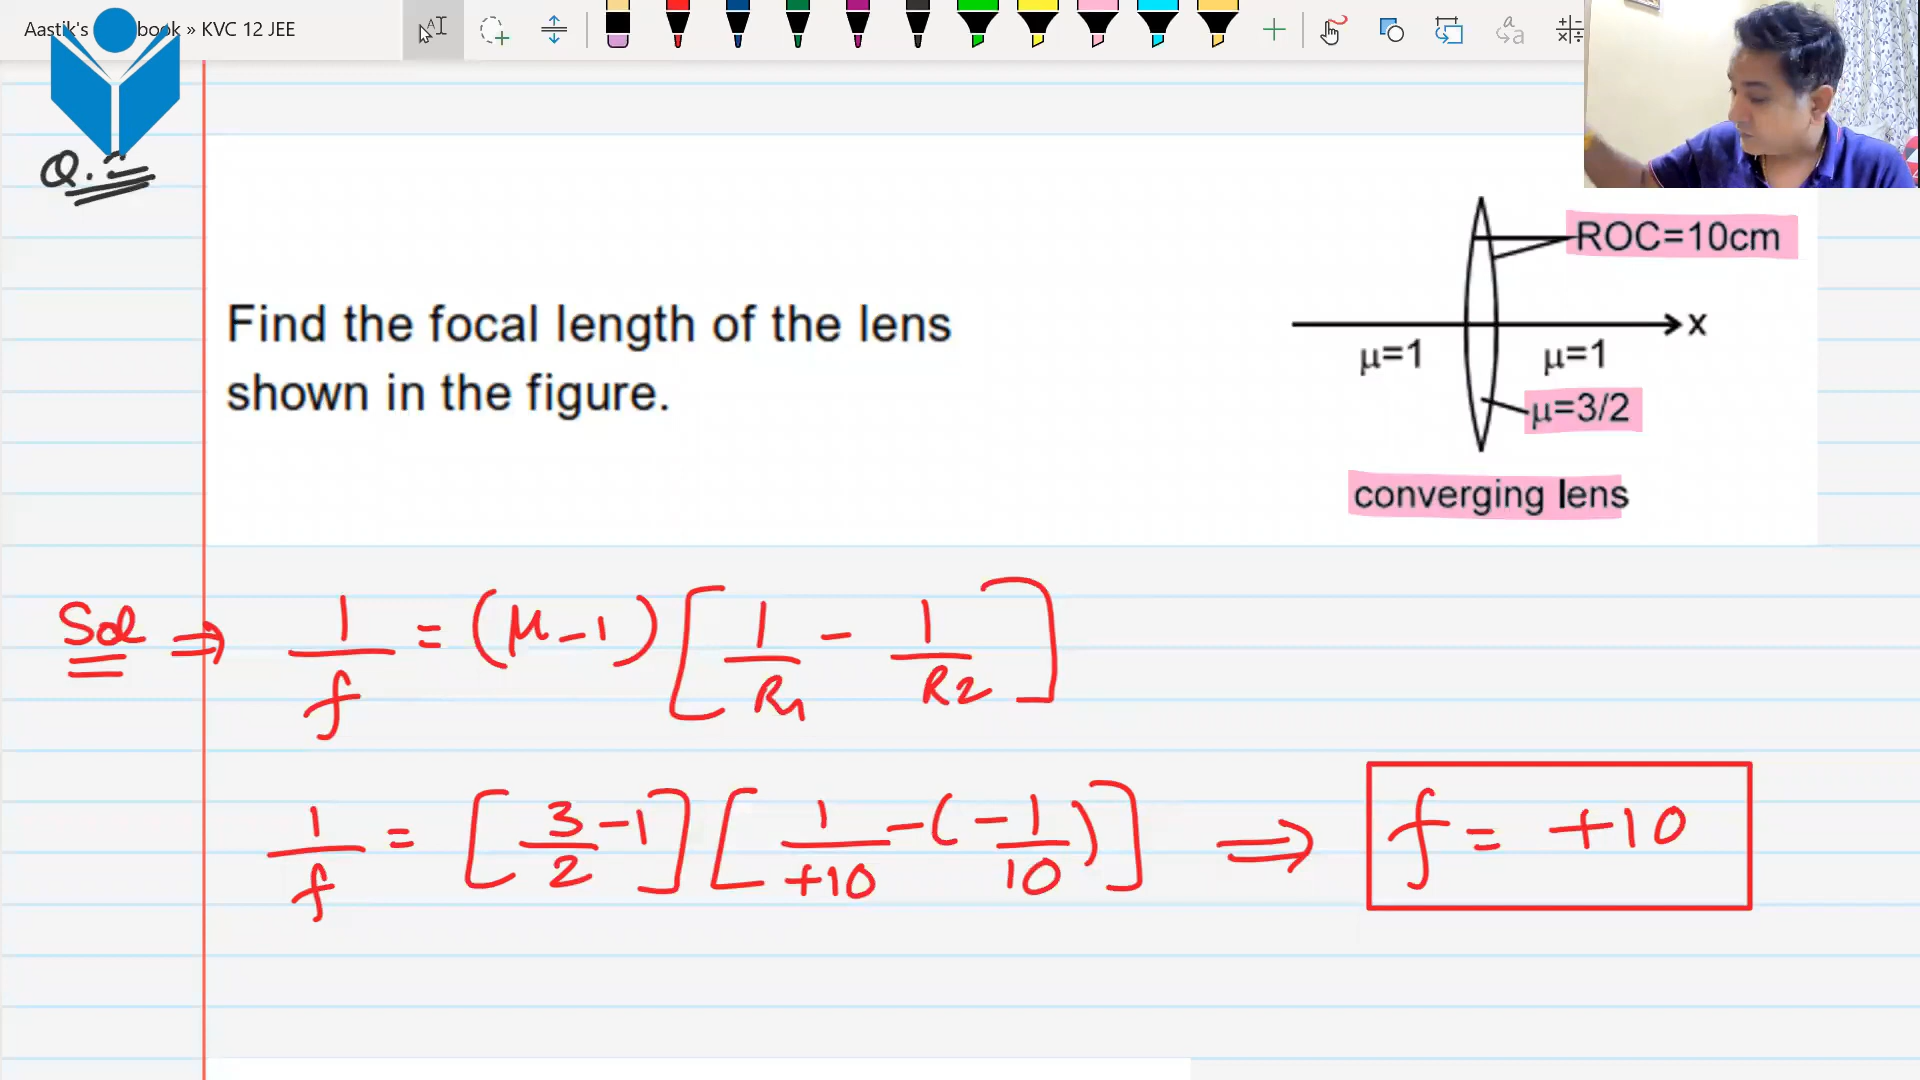 Aastik's book » KVC 12 JEE
Q.
ROC=10cm
Find the focal length of the lens
shown in the figure.
x
μ=1 μ=1
μ=3/2
converging lens
Sol ⇒ 1/f = (μ-1) [1/R1 - 1/R2]
1/f = [3/2 - 1] [1/+10 - (-1/10)] ⇒ f = +10